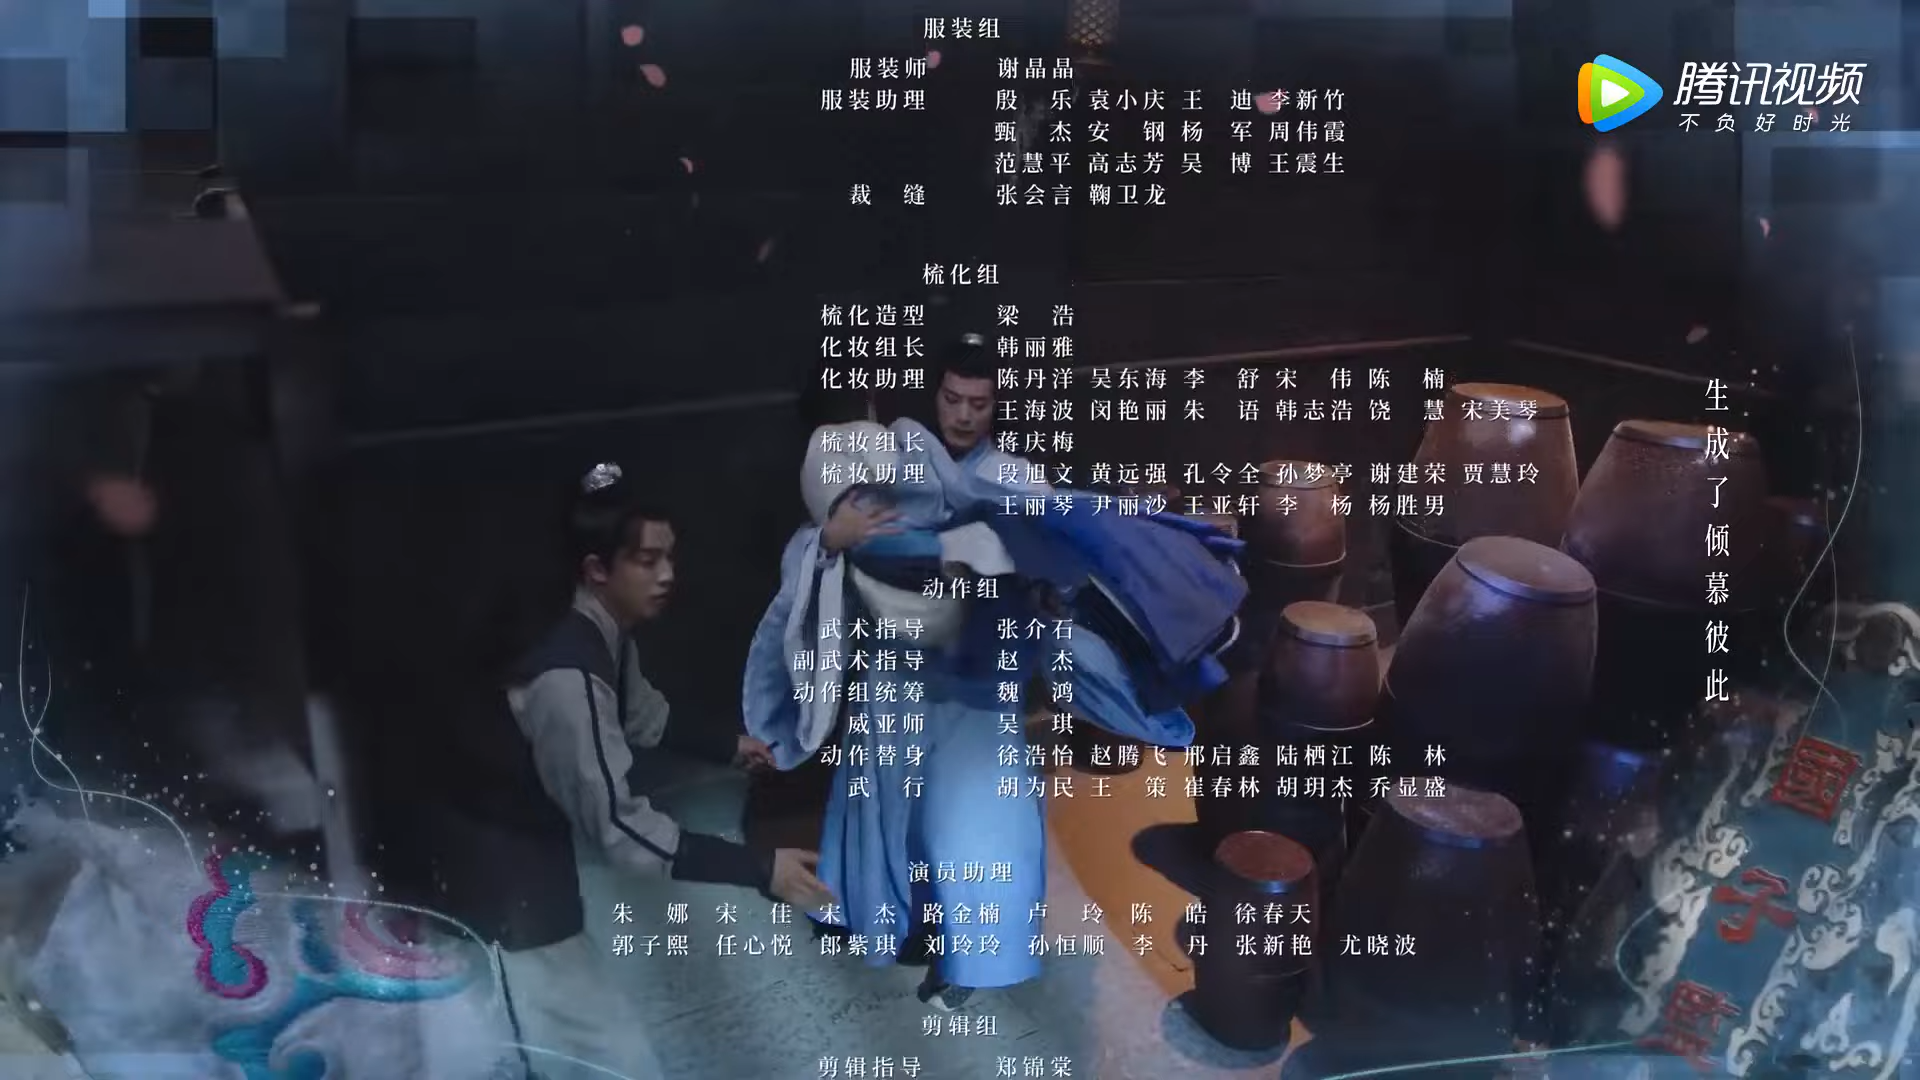 服装组
服装师 谢晶晶
服装助理 殷乐 袁小庆 王迪 李新竹
甄杰 安钢 杨军 周伟霞
范慧平 高志芳 吴博 王震生
裁缝 张会言 鞠卫龙
梳化组
梳化造型 梁浩
化妆组长 韩丽雅
化妆助理 陈丹洋 吴东海 李舒 宋伟 陈楠
王海波 闵艳丽 朱语 韩志浩 饶慧 宋美琴
梳妆组长 蒋庆梅
梳妆助理 段旭文 黄远强 孔令全 孙梦亭 谢建荣 贾慧玲
王丽琴 尹丽沙 王亚轩 李杨 杨胜男
动作组
武术指导 张介石
副武术指导 赵杰
动作组统筹 魏鸿
威亚师 吴琪
动作替身 徐浩怡 赵腾飞 邢启鑫 陆栖江 陈林
武行 胡为民 王策 崔春林 胡玥杰 乔显盛
演员助理
朱娜 宋佳 宋杰 路金楠 卢玲 陈皓 徐春天
郭子熙 任心悦 郎紫琪 刘玲玲 孙恒顺 李丹 张新艳 尤晓波
剪辑组
剪辑指导 郑锦棠
腾讯视频
不负好时光
生成了倾慕彼此
國子監